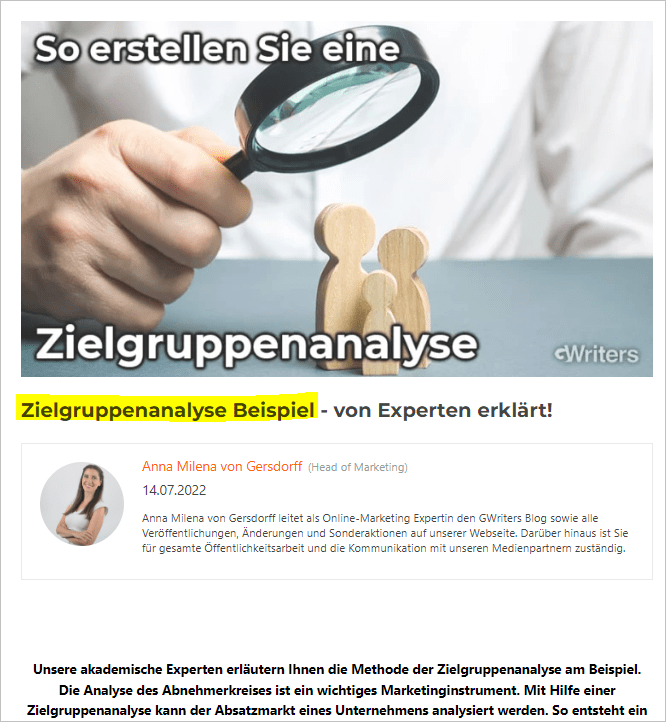 So erstellen Sie eine
Zielgruppenanalyse
GWriters
Zielgruppenanalyse Beispiel - von Experten erklärt!
Anna Milena von Gersdorff (Head of Marketing)
14.07.2022
Anna Milena von Gersdorff leitet als Online-Marketing Expertin den GWriters Blog sowie alle
Veröffentlichungen, Änderungen und Sonderaktionen auf unserer Webseite. Darüber hinaus ist Sie
für gesamte Öffentlichkeitsarbeit und die Kommunikation mit unseren Medienpartnern zuständig.
Unsere akademische Experten erläutern Ihnen die Methode der Zielgruppenanalyse am Beispiel.
Die Analyse des Abnehmerkreises ist ein wichtiges Marketinginstrument. Mit Hilfe einer
Zielgruppenanalyse kann der Absatzmarkt eines Unternehmens analysiert werden. So entsteht ein